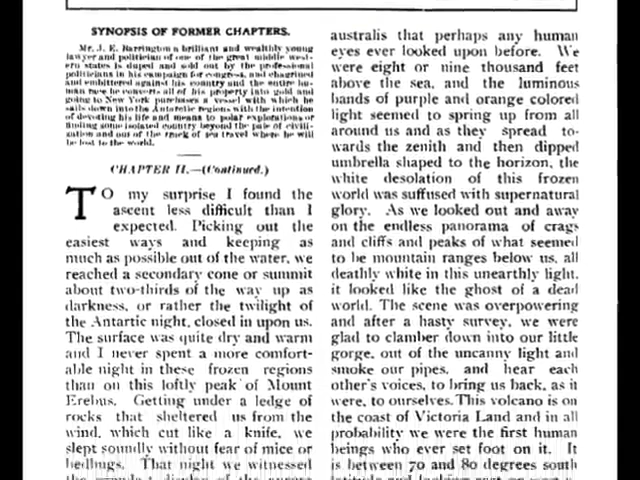 SYNOPSIS OF FORMER CHAPTERS.
Mr. J. E. Barrington a brilliant and wealthly young
lawyer and politician of one of the great middle west-
ern states is duped and sold out by the professional
politicians in his campaign for congress, and chagrined
and embittered against his country and the entire hu-
man race he converts all of his property into gold and
going to New York purchases a vessel with which he
sails down into the Antarctic regions with the intention
of devoting his life and means to polar explorations or
finding some isolated country beyond the pale of civili-
zation and out of the track of sea travel where he will
be lost to the world.
CHAPTER II.—(Continued.)
TO my surprise I found the
ascent less difficult than I
expected. Picking out the
easiest ways and keeping as
much as possible out of the water, we
reached a secondary cone or summit
about two-thirds of the way up as
darkness, or rather the twilight of
the Antartic night, closed in upon us.
The surface was quite dry and warm
and I never spent a more comfort-
able night in these frozen regions
than on this loftly peak of Mount
Erebus. Getting under a ledge of
rocks that sheltered us from the
wind, which cut like a knife, we
slept soundly without fear of mice or
bedbugs. That night we witnessed
display of the
australis that perhaps any human
eyes ever looked upon before. We
were eight or nine thousand feet
above the sea, and the luminous
bands of purple and orange colored
light seemed to spring up from all
around us and as they spread to-
wards the zenith and then dipped
umbrella shaped to the horizon, the
white desolation of this frozen
world was suffused with supernatural
glory. As we looked out and away
on the endless panorama of crags
and cliffs and peaks of what seemed
to be mountain ranges below us, all
deathly white in this unearthly light,
it looked like the ghost of a dead
world. The scene was overpowering
and after a hasty survey, we were
glad to clamber down into our little
gorge, out of the uncanny light and
smoke our pipes, and hear each
other's voices, to bring us back, as it
were, to ourselves. This volcano is on
the coast of Victoria Land and in all
probability we were the first human
beings who ever set foot on it. It
is between 70 and 80 degrees south